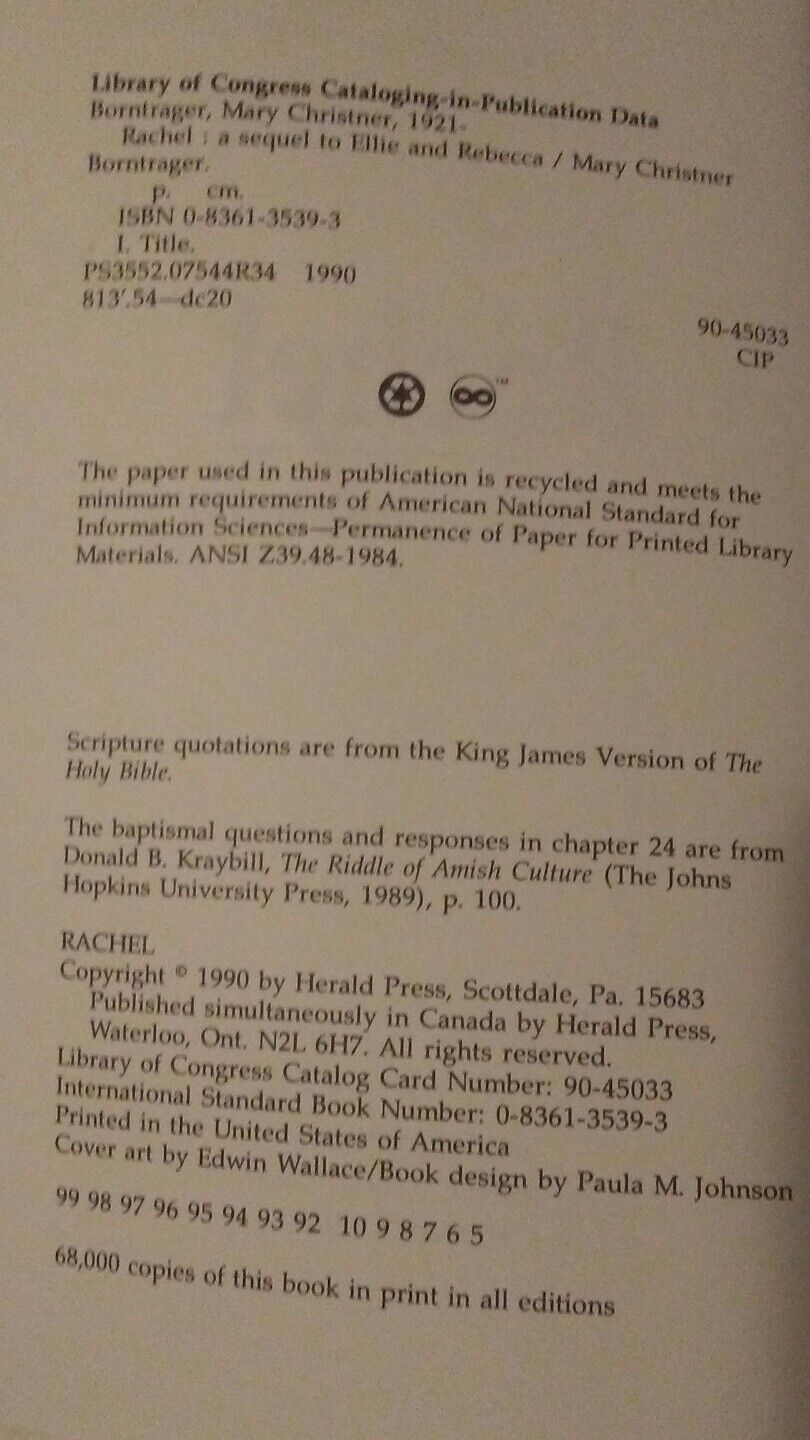 Library of Congress Cataloging-in-Publication Data
Borntrager, Mary Christner, 1921-
Rachel : a sequel to Ellie and Rebecca / Mary Christner
Borntrager.
p. cm.
ISBN 0-8361-3539-3
I. Title.
PS3552.07544R34 1990
813'.54—dc20
90-45033
CIP
™
The paper used in this publication is recycled and meets the
minimum requirements of American National Standard for
Information Sciences—Permanence of Paper for Printed Library
Materials. ANSI Z39.48-1984.
Scripture quotations are from the King James Version of The
Holy Bible.
The baptismal questions and responses in chapter 24 are from
Donald B. Kraybill, The Riddle of Amish Culture (The Johns
Hopkins University Press, 1989), p. 100.
RACHEL
Copyright © 1990 by Herald Press, Scottdale, Pa. 15683
Published simultaneously in Canada by Herald Press,
Waterloo, Ont. N2L 6H7. All rights reserved.
Library of Congress Catalog Card Number: 90-45033
International Standard Book Number: 0-8361-3539-3
Printed in the United States of America
Cover art by Edwin Wallace/Book design by Paula M. Johnson
99 98 97 96 95 94 93 92 10 9 8 7 6 5
68,000 copies of this book in print in all editions